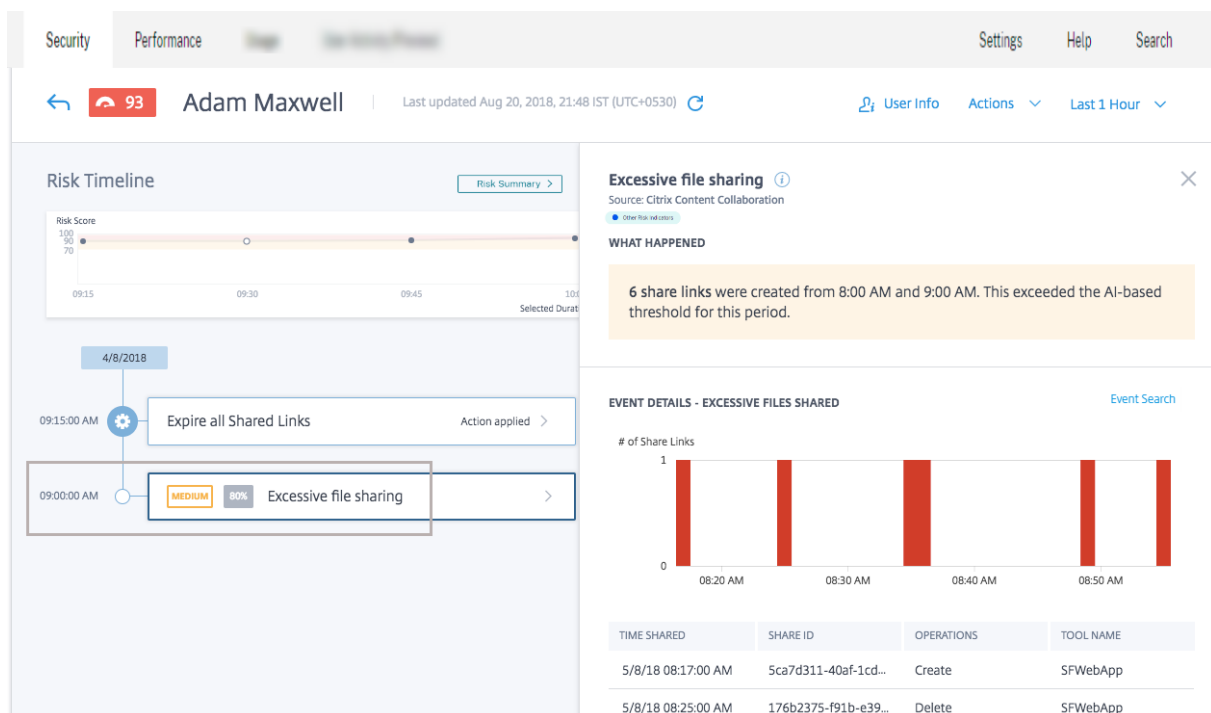 Security Performance Settings Help Search
93 Adam Maxwell Last updated Aug 20, 2018, 21:48 IST (UTC+0530) User Info Actions Last 1 Hour
Risk Timeline
Risk Summary >
Risk Score
100
90
70
09:15 09:30 09:45 10:0
Selected Durati
4/8/2018
09:15:00 AM Expire all Shared Links Action applied
09:00:00 AM MEDIUM 80% Excessive file sharing
Excessive file sharing
Source: Citrix Content Collaboration
Other Risk Indicators
WHAT HAPPENED
6 share links were created from 8:00 AM and 9:00 AM. This exceeded the AI-based
threshold for this period.
EVENT DETAILS - EXCESSIVE FILES SHARED Event Search
# of Share Links
1
0
08:20 AM 08:30 AM 08:40 AM 08:50 AM
TIME SHARED SHARE ID OPERATIONS TOOL NAME
5/8/18 08:17:00 AM 5ca7d311-40af-1cd... Create SFWebApp
5/8/18 08:25:00 AM 176b2375-f91b-e39... Delete SFWebApp